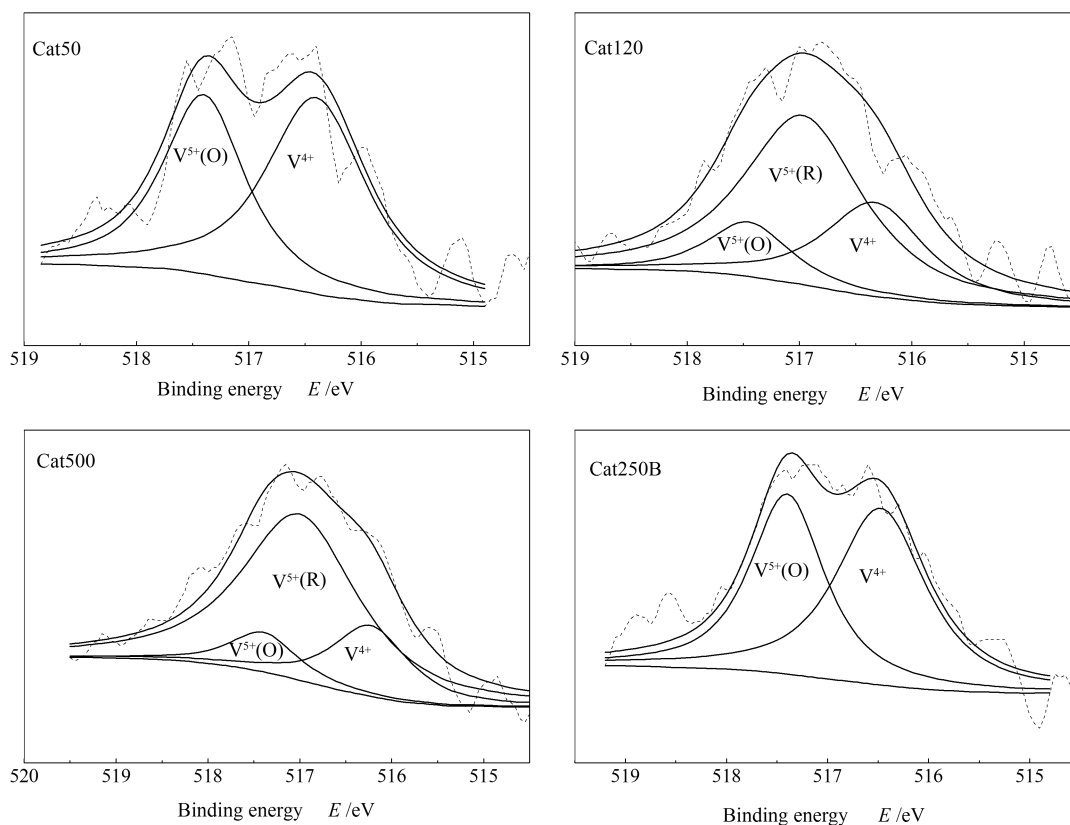 Cat50
V⁵⁺(O)
V⁴⁺
519 518 517 516 515
Binding energy E /eV
Cat120
V⁵⁺(R)
V⁵⁺(O)
V⁴⁺
519 518 517 516 515
Binding energy E /eV
Cat500
V⁵⁺(R)
V⁵⁺(O)
V⁴⁺
520 519 518 517 516 515
Binding energy E /eV
Cat250B
V⁵⁺(O)
V⁴⁺
519 518 517 516 515
Binding energy E /eV